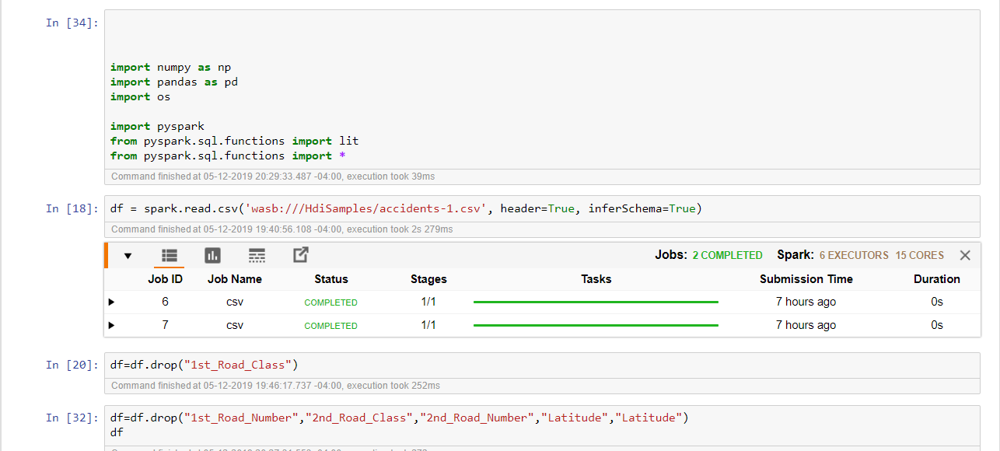 In [34]:
import numpy as np
import pandas as pd
import os
import pyspark
from pyspark.sql.functions import lit
from pyspark.sql.functions import *
Command finished at 05-12-2019 20:29:33.487 -04:00, execution took 39ms
In [18]: df = spark.read.csv('wasb:///HdiSamples/accidents-1.csv', header=True, inferSchema=True)
Command finished at 05-12-2019 19:40:56.108 -04:00, execution took 2s 279ms
Jobs: 2 COMPLETED Spark: 6 EXECUTORS 15 CORES
Job ID Job Name Status Stages Tasks Submission Time Duration
6 csv COMPLETED 1/1 7 hours ago 0s
7 csv COMPLETED 1/1 7 hours ago 0s
In [20]: df=df.drop("1st_Road_Class")
Command finished at 05-12-2019 19:46:17.737 -04:00, execution took 252ms
In [32]: df=df.drop("1st_Road_Number","2nd_Road_Class","2nd_Road_Number","Latitude","Latitude")
df